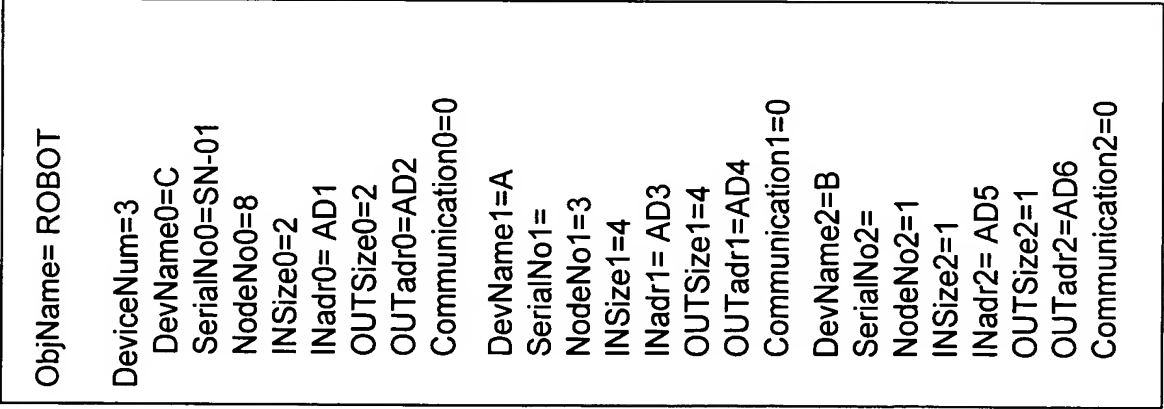 ObjName= ROBOT
DeviceNum=3
DevName0=C
SerialNo0=SN-01
NodeNo0=8
INSize0=2
INadr0= AD1
OUTSize0=2
OUTadr0=AD2
Communication0=0
DevName1=A
SerialNo1=
NodeNo1=3
INSize1=4
INadr1= AD3
OUTSize1=4
OUTadr1=AD4
Communication1=0
DevName2=B
SerialNo2=
NodeNo2=1
INSize2=1
INadr2= AD5
OUTSize2=1
OUTadr2=AD6
Communication2=0